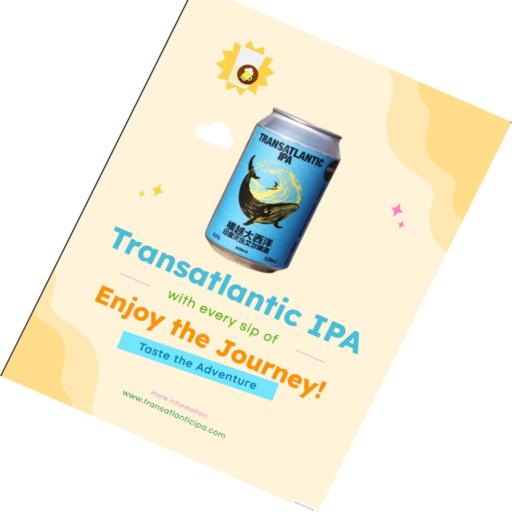 TRANSATLANTIC
IPA
横越大西洋
Transatlantic IPA
with every sip of
Enjoy the Journey!
Taste the Adventure
more information
www.transatlanticipa.com